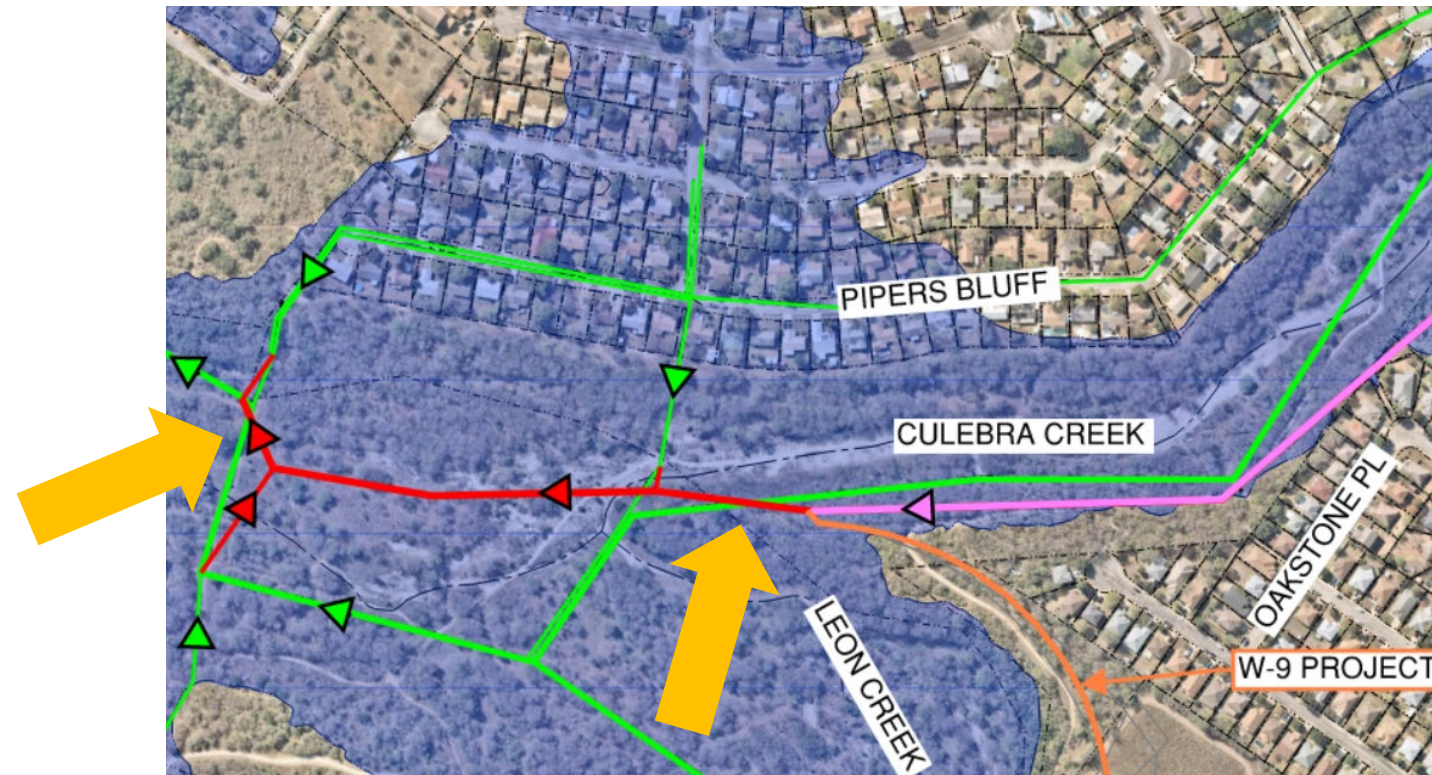 PIPERS BLUFF
CULEBRA CREEK
OAKSTONE PL
LEON CREEK
W-9 PROJECT